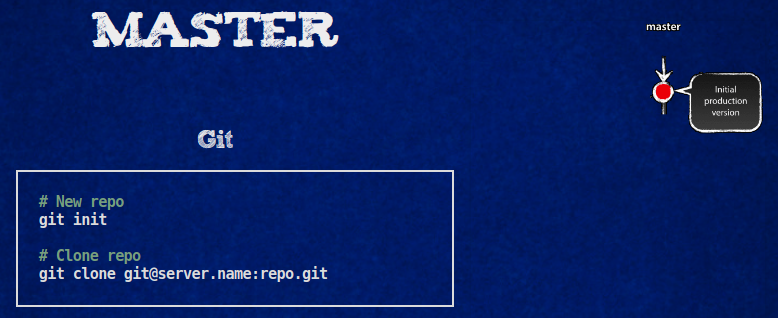 MASTER
master
Initial
production
version
Git
# New repo
git init
# Clone repo
git clone git@server.name:repo.git